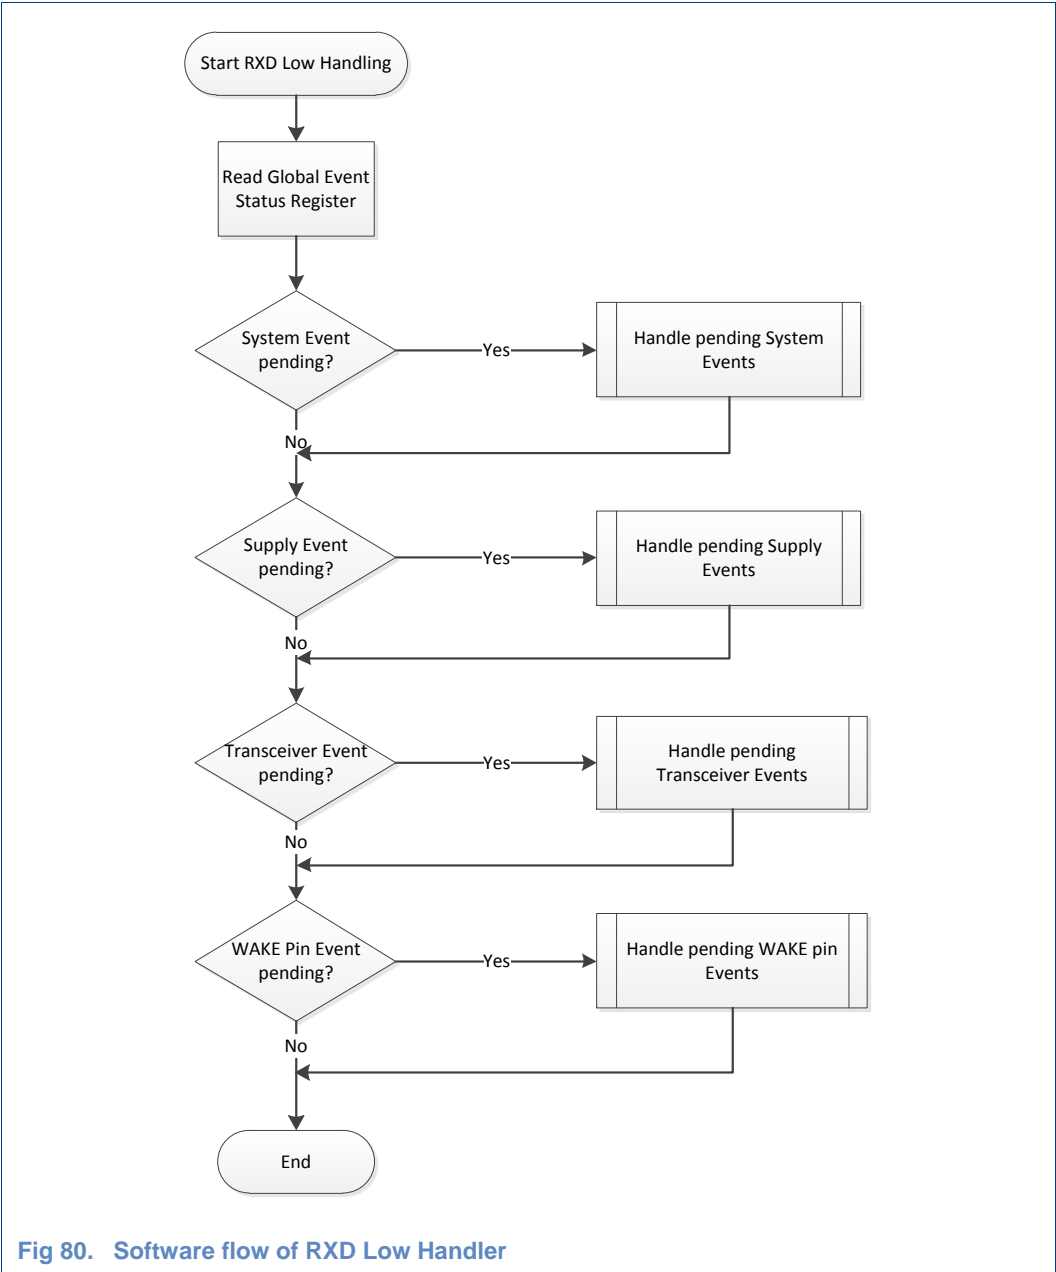 Start RXD Low Handling
Read Global Event
Status Register
System Event
pending?
Yes
Handle pending System
Events
No
Supply Event
pending?
Yes
Handle pending Supply
Events
No
Transceiver Event
pending?
Yes
Handle pending
Transceiver Events
No
WAKE Pin Event
pending?
Yes
Handle pending WAKE pin
Events
No
End
Fig 80. Software flow of RXD Low Handler